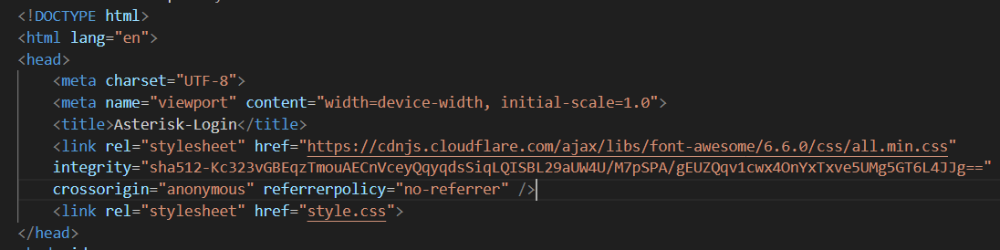 <!DOCTYPE html>
<html lang="en">
<head>
    <meta charset="UTF-8">
    <meta name="viewport" content="width=device-width, initial-scale=1.0">
    <title>Asterisk-Login</title>
    <link rel="stylesheet" href="https://cdnjs.cloudflare.com/ajax/libs/font-awesome/6.6.0/css/all.min.css"
    integrity="sha512-Kc323vGBEqzTmouAECnVceyQqyqdsSiqLQISBL29aUW4U/M7pSPA/gEUZQqv1cwx4OnYxTxve5UMg5GT6L4JJg=="
    crossorigin="anonymous" referrerpolicy="no-referrer" />
    <link rel="stylesheet" href="style.css">
</head>